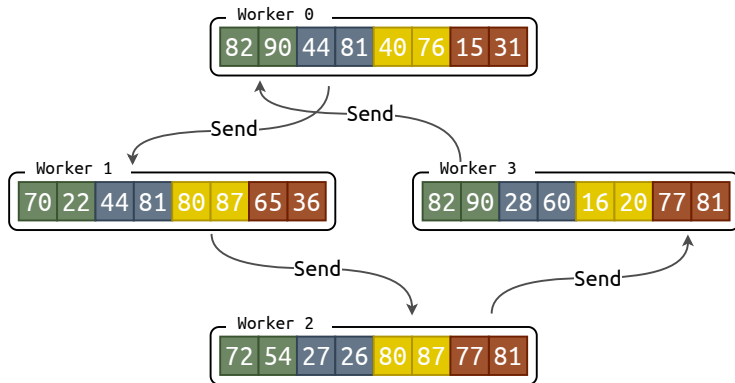 Worker 0
82 90 44 81 40 76 15 31
Send
Send
Worker 1
70 22 44 81 80 87 65 36
Worker 3
82 90 28 60 16 20 77 81
Send
Send
Worker 2
72 54 27 26 80 87 77 81